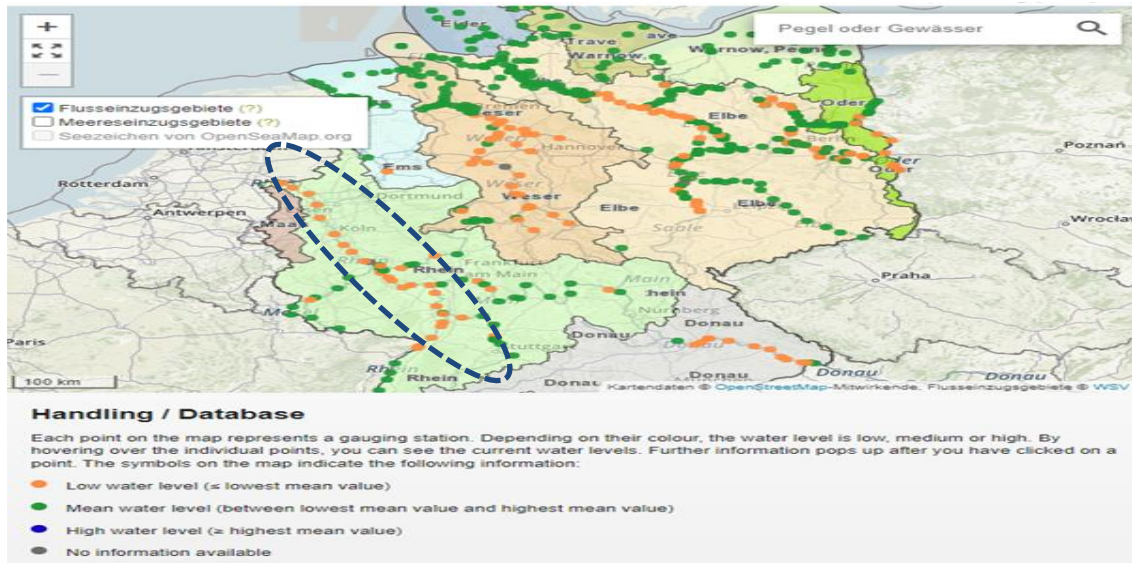 +
Pegel oder Gewässer
Flusseinzugsgebiete (?)
Meereseinzugsgebiete (?)
Seezeichen von OpenSeaMap.org
Eider
Trave
Warnow, Peene
Warnow,
Elbe
Oder
Bremen
Weser
Hannover
Berlin
Poznań
Ems
Rotterdam
Weser
Oder
Antwerpen
Dortmund
Weser
Elbe
Elbe
Maas
Köln
Saale
Wrocław
Rhein
Frankfurt
am Main
Rhein
Main
Praha
Nürnberg
Donau
Paris
Stuttgart
Donau
Donau
Rhein
Rhein
Donau
Donau
Donau
Donau
100 km
Kartendaten © OpenStreetMap-Mitwirkende. Flusseinzugsgebiete © WSV
Handling / Database
Each point on the map represents a gauging station. Depending on their colour, the water level is low, medium or high. By
hovering over the individual points, you can see the current water levels. Further information pops up after you have clicked on a
point. The symbols on the map indicate the following information:
Low water level (≤ lowest mean value)
Mean water level (between lowest mean value and highest mean value)
High water level (≥ highest mean value)
No information available